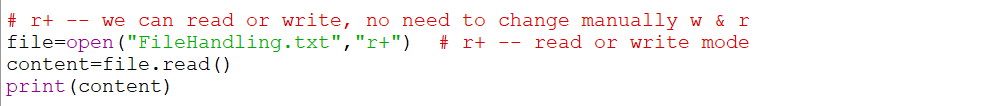 # r+ -- we can read or write, no need to change manually w & r
file=open("FileHandling.txt","r+")  # r+ -- read or write mode
content=file.read()
print(content)